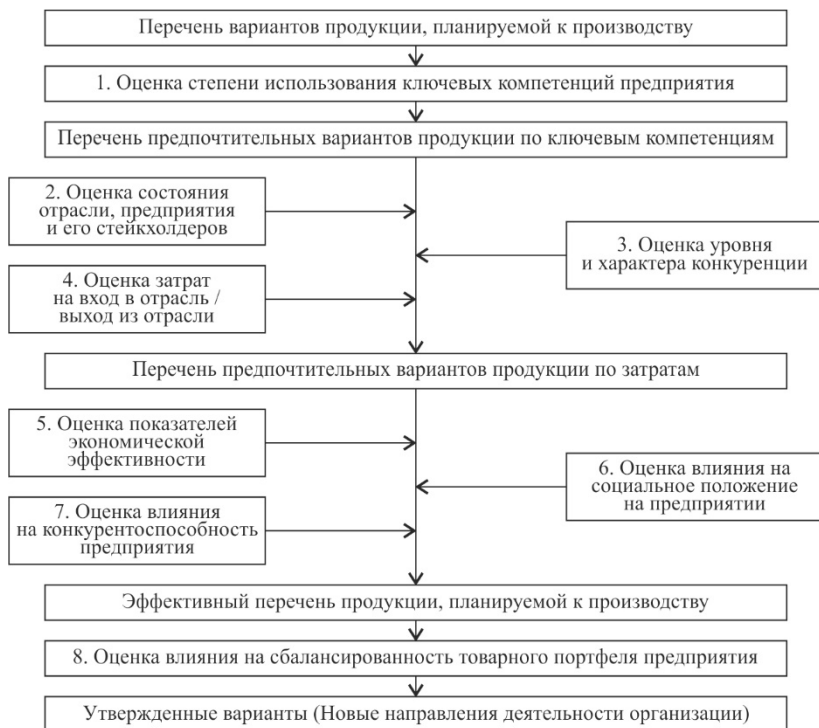 Перечень вариантов продукции, планируемой к производству
1. Оценка степени использования ключевых компетенций предприятия
Перечень предпочтительных вариантов продукции по ключевым компетенциям
2. Оценка состояния
отрасли, предприятия
и его стейкхолдеров
3. Оценка уровня
и характера конкуренции
4. Оценка затрат
на вход в отрасль /
выход из отрасли
Перечень предпочтительных вариантов продукции по затратам
5. Оценка показателей
экономической
эффективности
6. Оценка влияния на
социальное положение
на предприятии
7. Оценка влияния
на конкурентоспособность
предприятия
Эффективный перечень продукции, планируемой к производству
8. Оценка влияния на сбалансированность товарного портфеля предприятия
Утвержденные варианты (Новые направления деятельности организации)